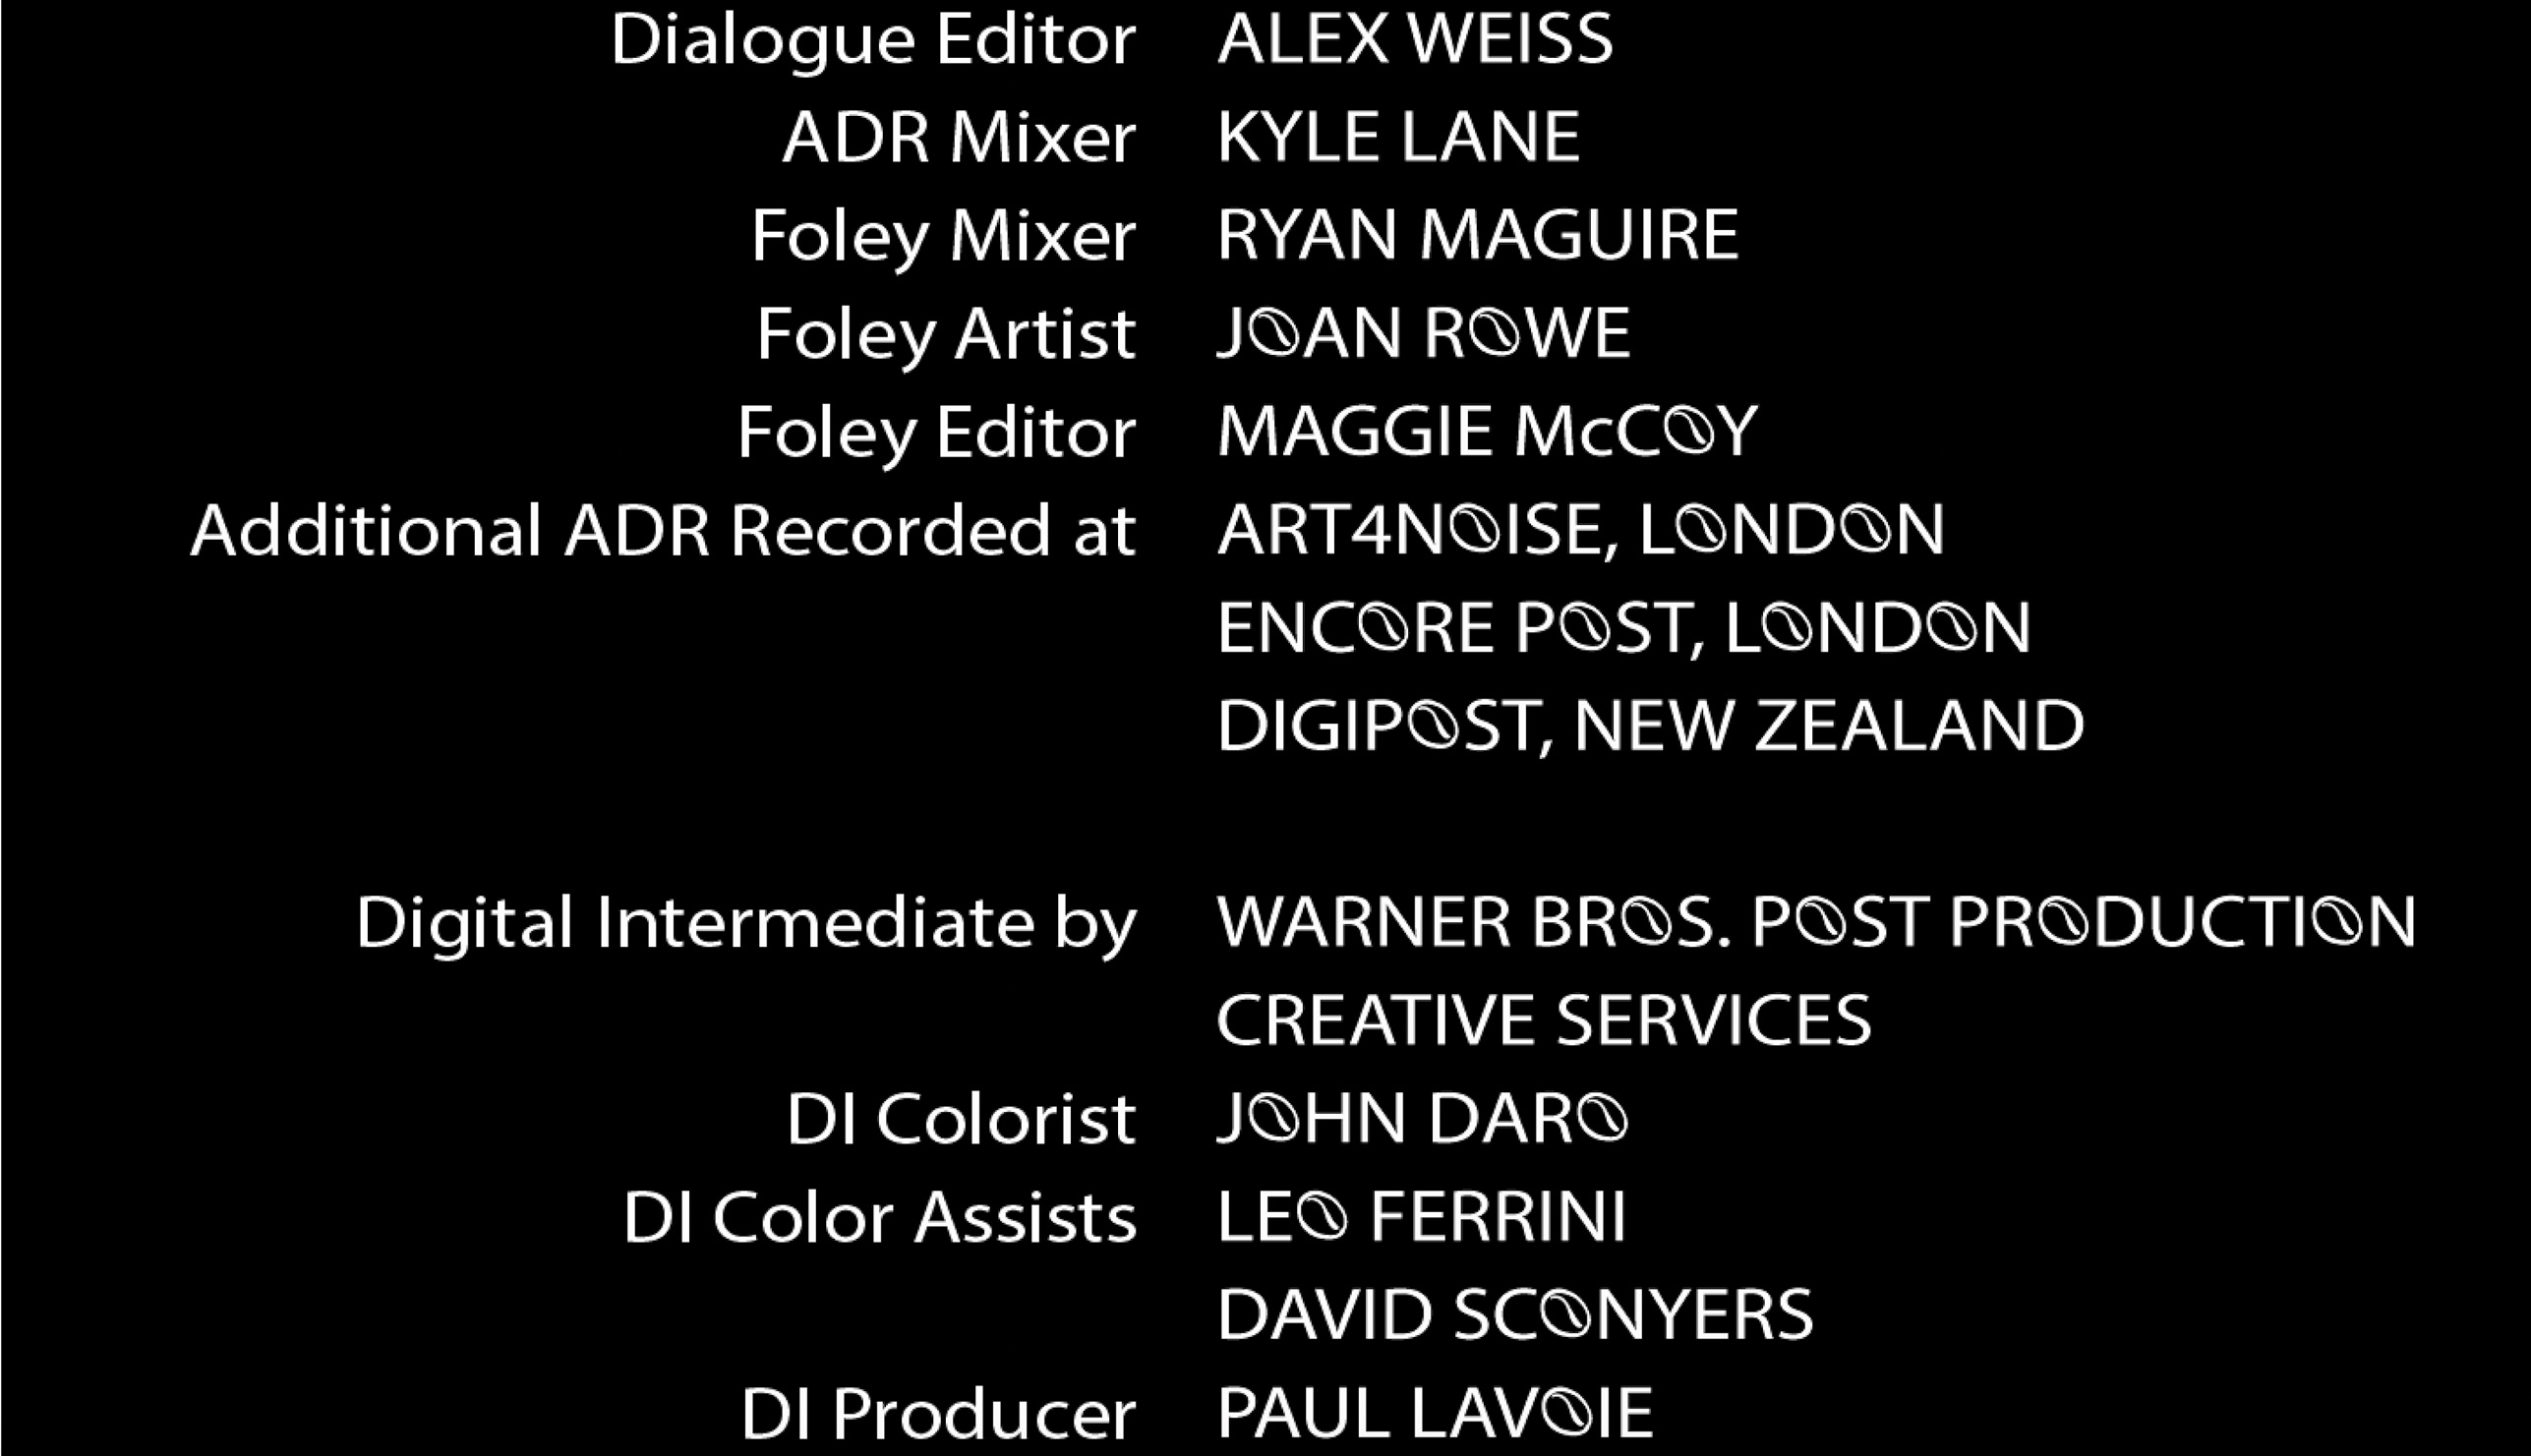 Dialogue Editor ALEX WEISS
ADR Mixer KYLE LANE
Foley Mixer RYAN MAGUIRE
Foley Artist JOAN ROWE
Foley Editor MAGGIE McCOY
Additional ADR Recorded at ART4NOISE, LONDON
ENCORE POST, LONDON
DIGIPOST, NEW ZEALAND
Digital Intermediate by WARNER BROS. POST PRODUCTION
CREATIVE SERVICES
DI Colorist JOHN DARO
DI Color Assists LEO FERRINI
DAVID SCONYERS
DI Producer PAUL LAVOIE